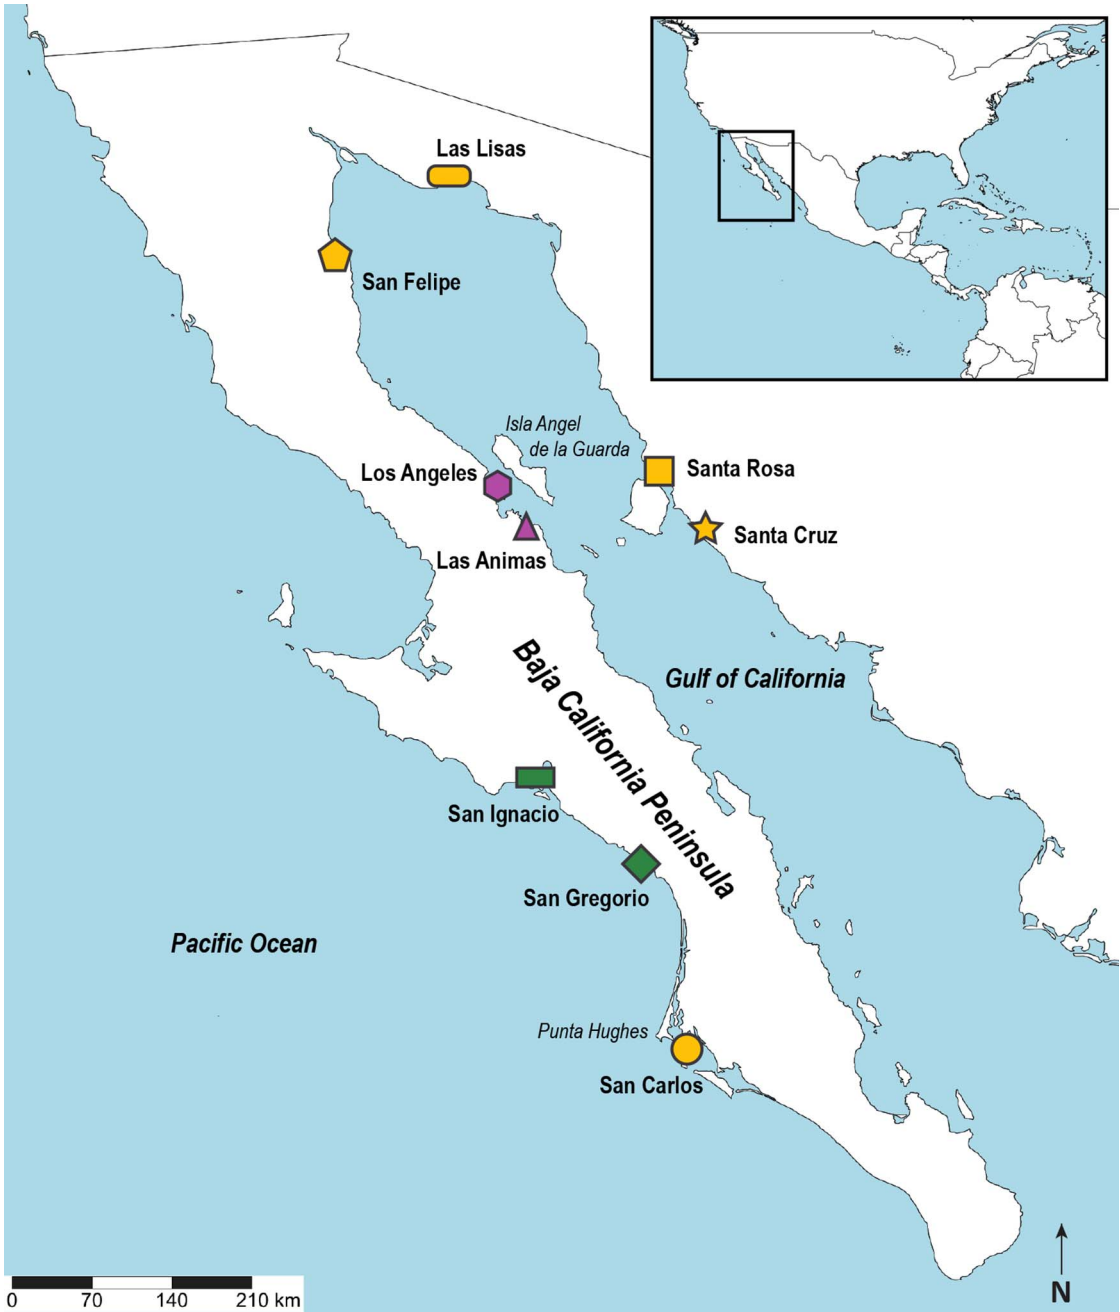 Las Lisas
San Felipe
Isla Angel
de la Guarda
Los Angeles
Santa Rosa
Santa Cruz
Las Animas
Baja California Peninsula
Gulf of California
San Ignacio
San Gregorio
Pacific Ocean
Punta Hughes
San Carlos
N
0 70 140 210 km